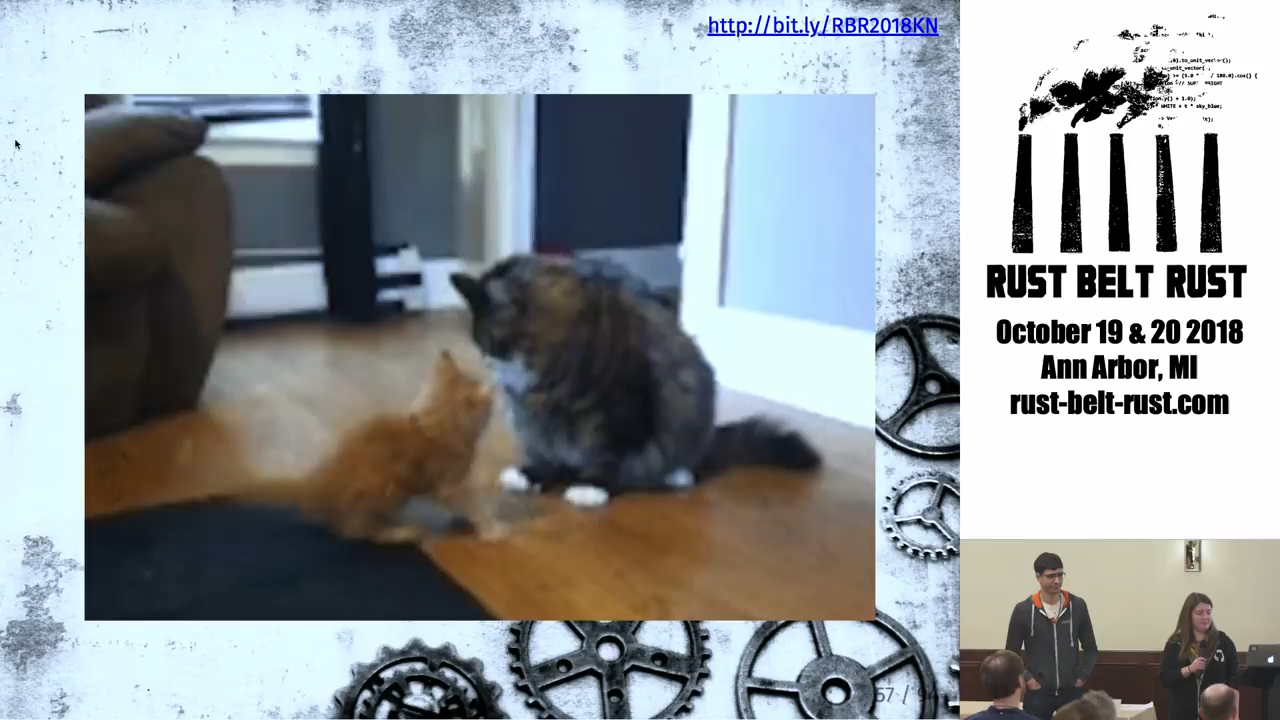 http://bit.ly/RBR2018KN
RUST BELT RUST
October 19 & 20 2018
Ann Arbor, MI
rust-belt-rust.com